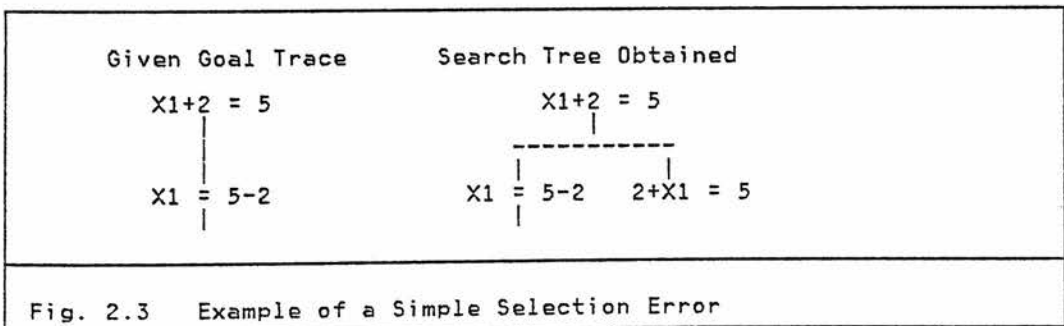 Given Goal Trace Search Tree Obtained
X1+2 = 5 X1+2 = 5
X1 = 5-2 X1 = 5-2 2+X1 = 5
Fig. 2.3 Example of a Simple Selection Error